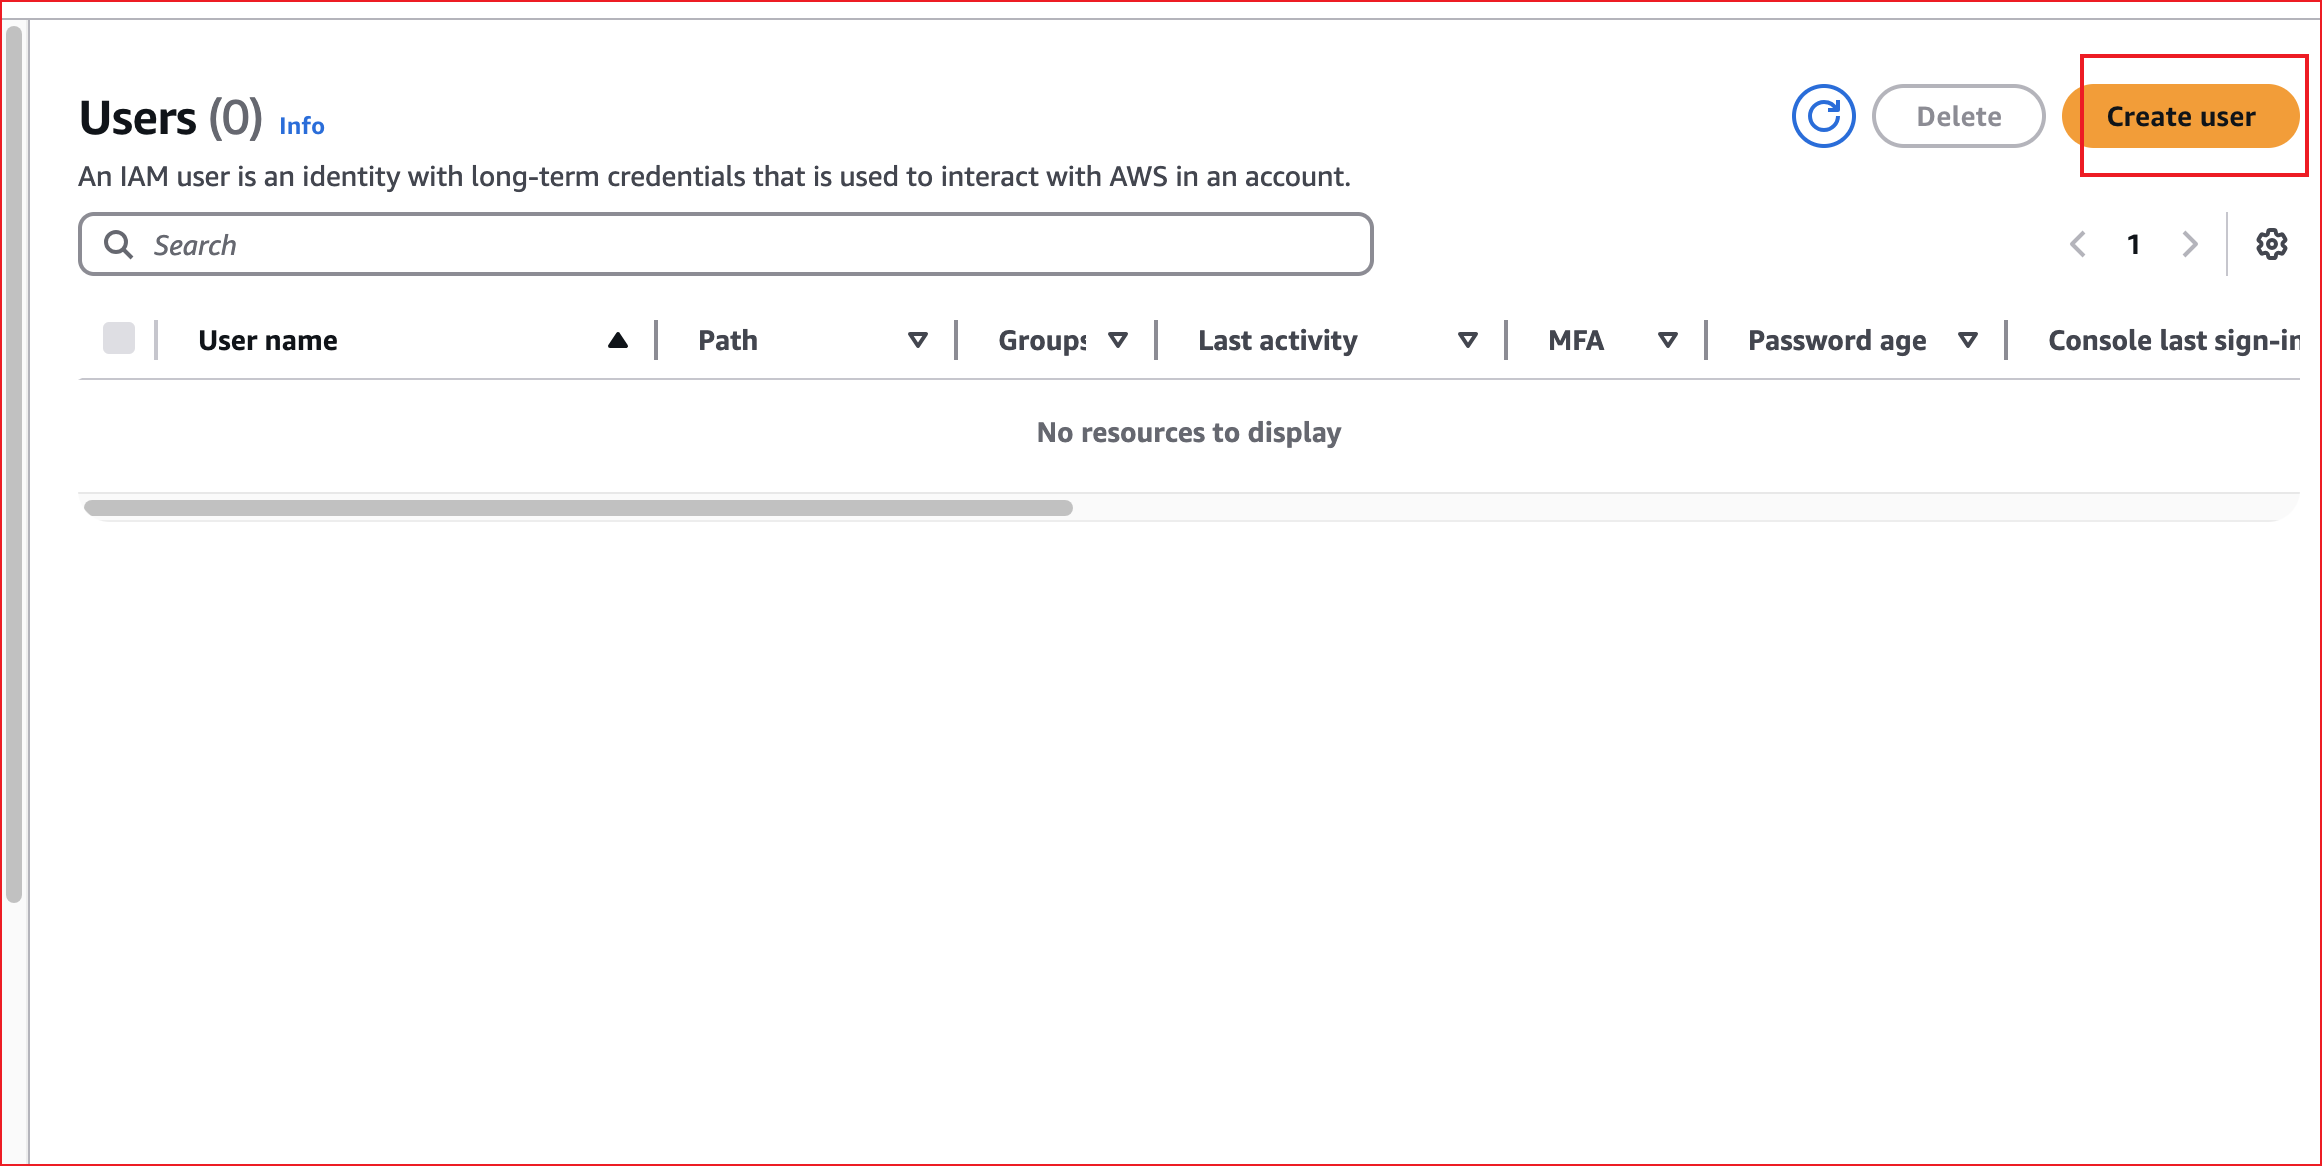 Users (0) Info
Delete
Create user
An IAM user is an identity with long-term credentials that is used to interact with AWS in an account.
Search
1
User name
Path
Groups
Last activity
MFA
Password age
Console last sign-in
No resources to display